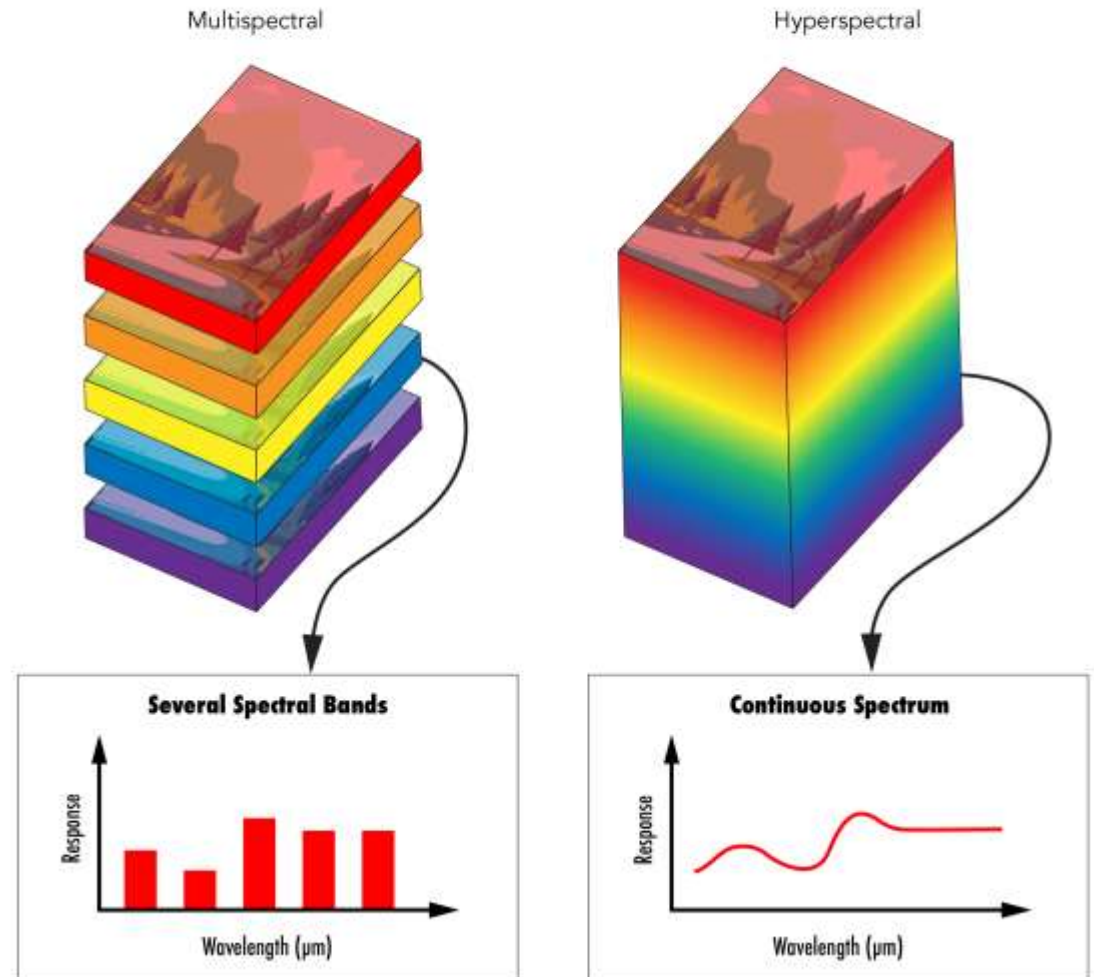 Multispectral
Hyperspectral
Several Spectral Bands
Response
Wavelength (μm)
Continuous Spectrum
Response
Wavelength (μm)